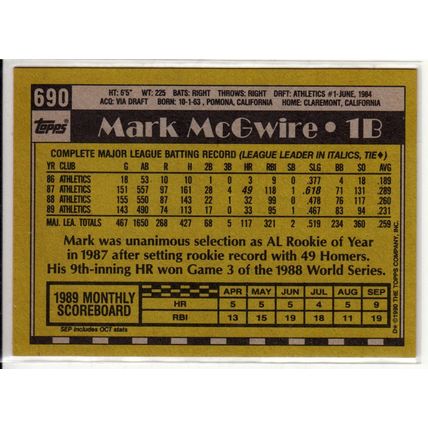 690
HT: 6'5" WT: 225 BATS: RIGHT THROWS: RIGHT DRFT: ATHLETICS #1-JUNE, 1984
ACQ: VIA DRAFT BORN: 10-1-63, POMONA, CALIFORNIA HOME: CLAREMONT, CALIFORNIA
Topps
Mark McGwire • 1B
COMPLETE MAJOR LEAGUE BATTING RECORD (LEAGUE LEADER IN ITALICS, TIE♦)
YR CLUB G AB R H 2B 3B HR RBI SB SLG BB SO AVG
86 ATHLETICS 18 53 10 10 1 0 3 9 0 .377 4 18 .189
87 ATHLETICS 151 557 97 161 28 4 49 118 1 .618 71 131 .289
88 ATHLETICS 155 550 87 143 22 1 32 99 0 .478 76 117 .260
89 ATHLETICS 143 490 74 113 17 0 33 95 1 .467 83 94 .231
MAJ. LEA. TOTALS 467 1650 268 427 68 5 117 321 2 .519 234 360 .259
Mark was unanimous selection as AL Rookie of Year
in 1987 after setting rookie record with 49 Homers.
His 9th-inning HR won Game 3 of the 1988 World Series.
1989 MONTHLY
SCOREBOARD
SEP includes OCT stats
APR MAY JUN JUL AUG SEP
HR 5 5 5 4 5 9
RBI 13 15 14 18 11 19
D* ©1990 THE TOPPS COMPANY, INC.